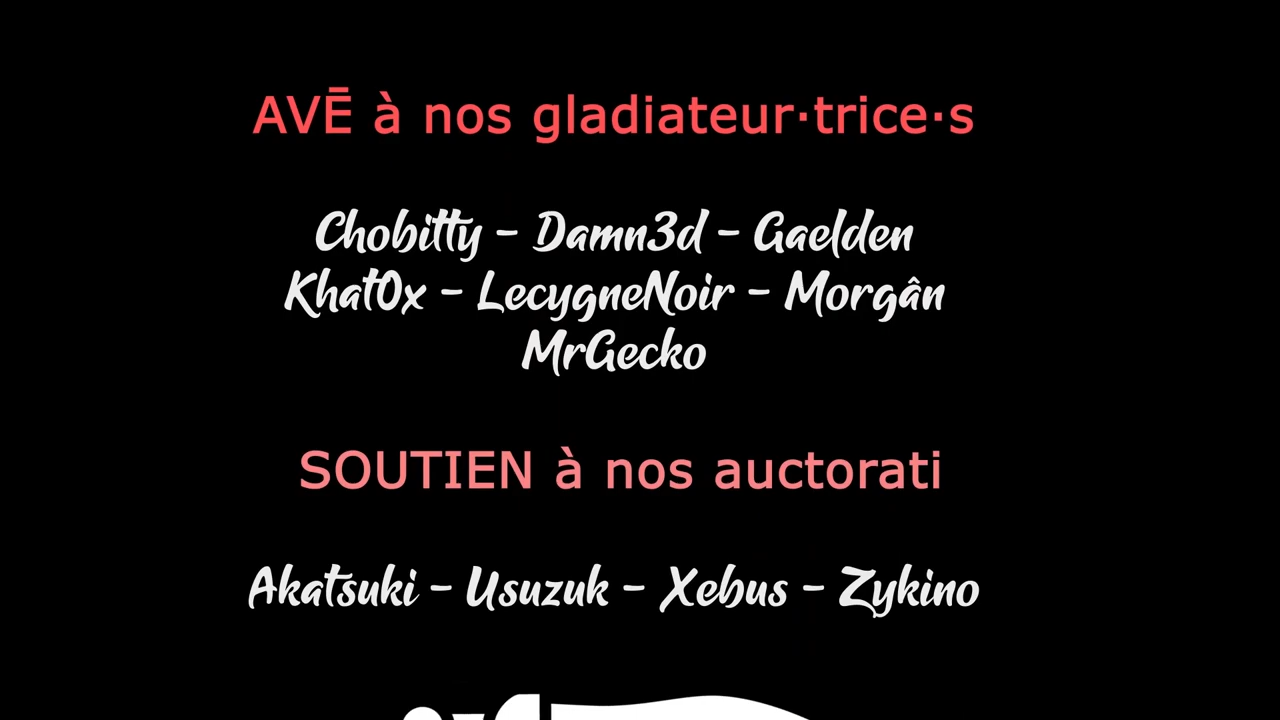 AVĒ à nos gladiateur·trice·s
Chobitty - Damn3d - Gaelden
Khat0x - LecygneNoir - Morgân
MrGecko
SOUTIEN à nos auctorati
Akatsuki - Usuzuk - Xebus - Zykino